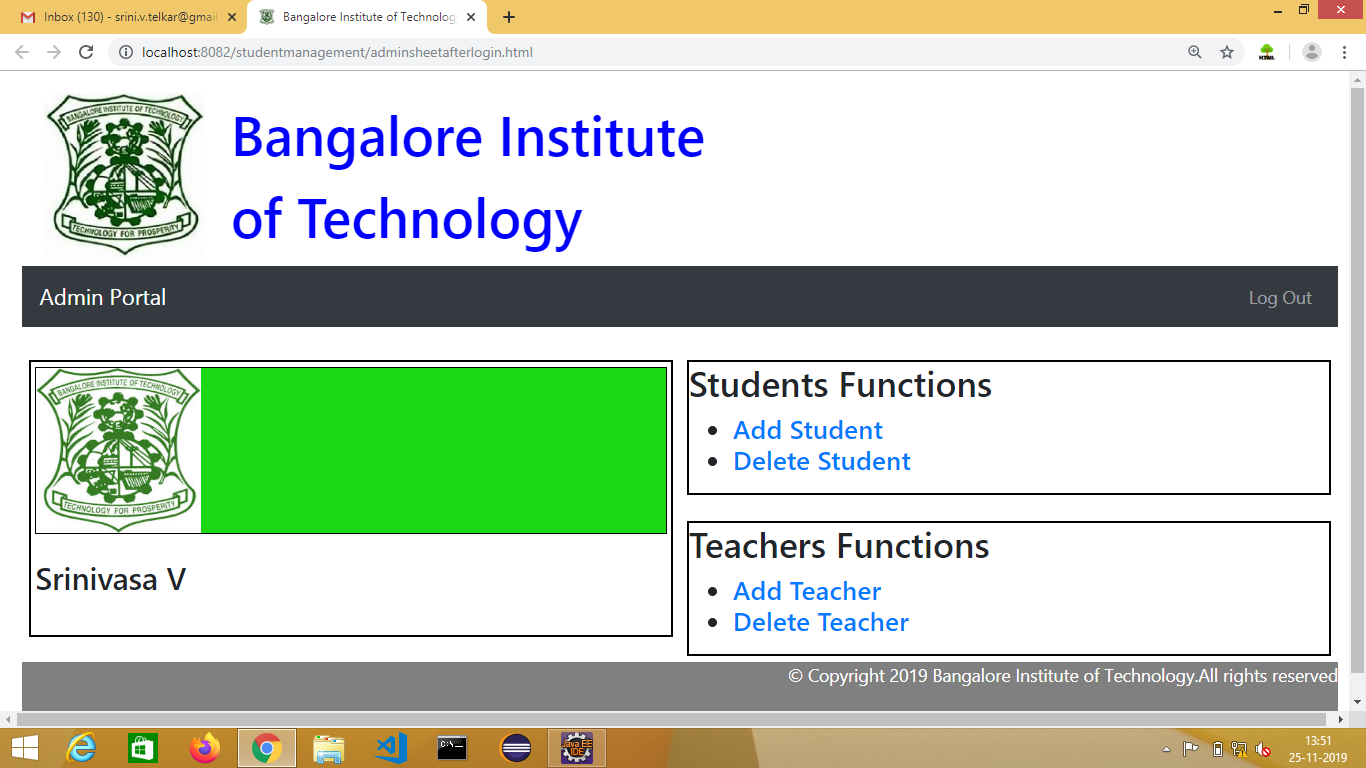 Inbox (130) - srini.v.telkar@gmail
Bangalore Institute of Technolog
localhost:8082/studentmanagement/adminsheetafterlogin.html
HTML
BANGALORE INSTITUTE OF TECHNOLOGY
TECHNOLOGY FOR PROSPERITY
Bangalore Institute
of Technology
Admin Portal
Log Out
BANGALORE INSTITUTE OF TECHNOLOGY
TECHNOLOGY FOR PROSPERITY
Srinivasa V
Students Functions
Add Student
Delete Student
Teachers Functions
Add Teacher
Delete Teacher
© Copyright 2019 Bangalore Institute of Technology.All rights reserved
C:\_
Java EE
IDE
13:51
25-11-2019